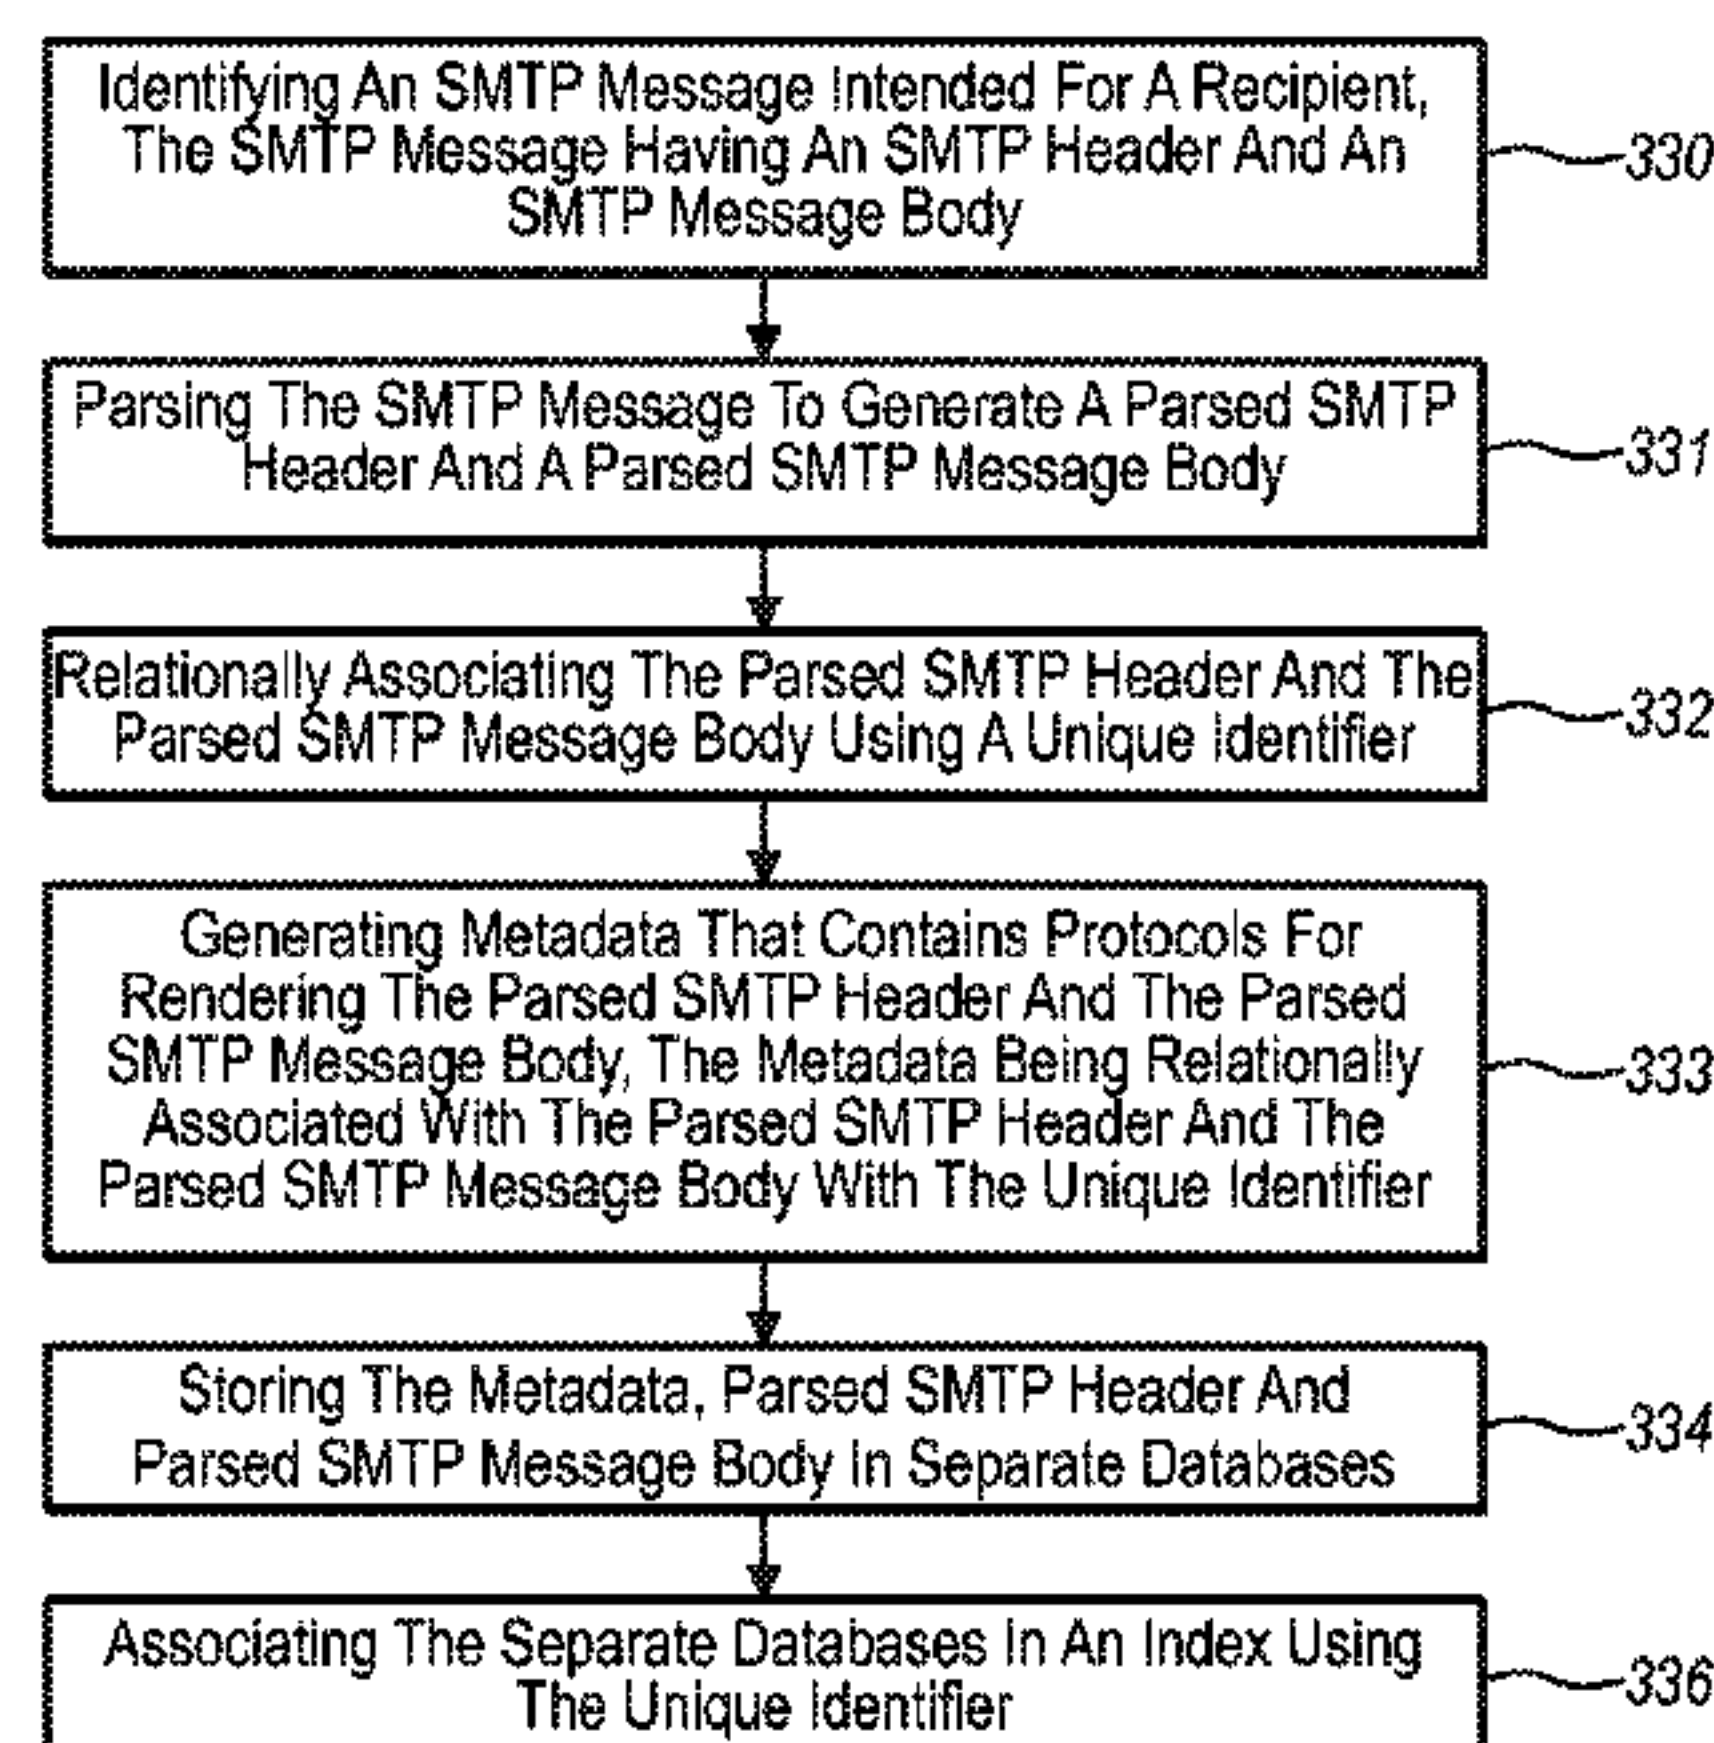 Identifying An SMTP Message Intended For A Recipient,
The SMTP Message Having An SMTP Header And An
SMTP Message Body
330
Parsing The SMTP Message To Generate A Parsed SMTP
Header And A Parsed SMTP Message Body
331
Relationally Associating The Parsed SMTP Header And The
Parsed SMTP Message Body Using A Unique Identifier
332
Generating Metadata That Contains Protocols For
Rendering The Parsed SMTP Header And The Parsed
SMTP Message Body, The Metadata Being Relationally
Associated With The Parsed SMTP Header And The
Parsed SMTP Message Body With The Unique Identifier
333
Storing The Metadata, Parsed SMTP Header And
Parsed SMTP Message Body In Separate Databases
334
Associating The Separate Databases In An Index Using
The Unique Identifier
336